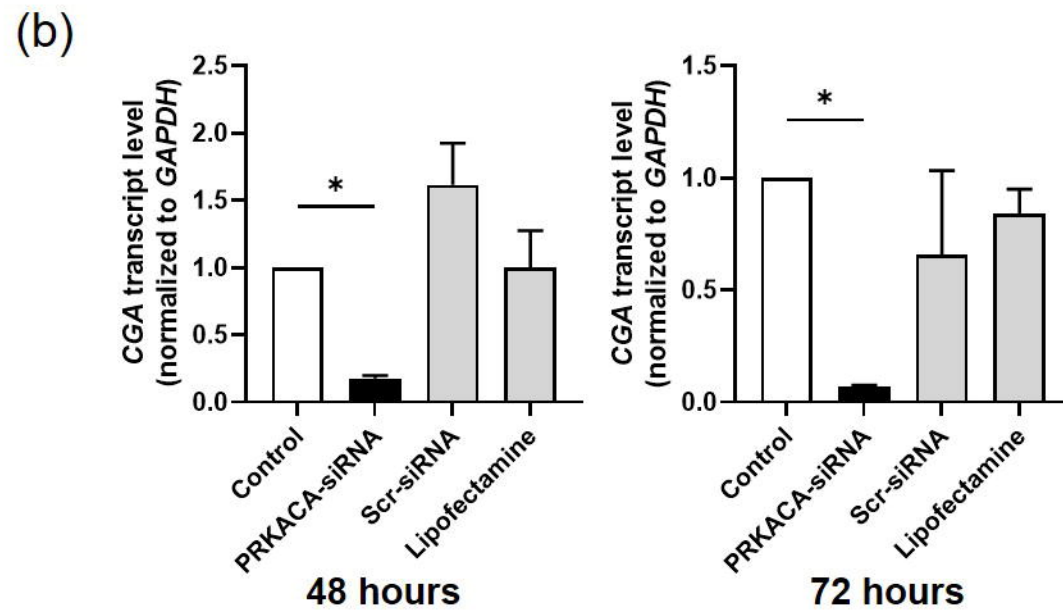 (b)
CGA transcript level
(normalized to GAPDH)
2.5
2.0
1.5
1.0
0.5
0.0
*
Control
PRKACA-siRNA
Scr-siRNA
Lipofectamine
48 hours
CGA transcript level
(normalized to GAPDH)
1.5
1.0
0.5
0.0
*
Control
PRKACA-siRNA
Scr-siRNA
Lipofectamine
72 hours